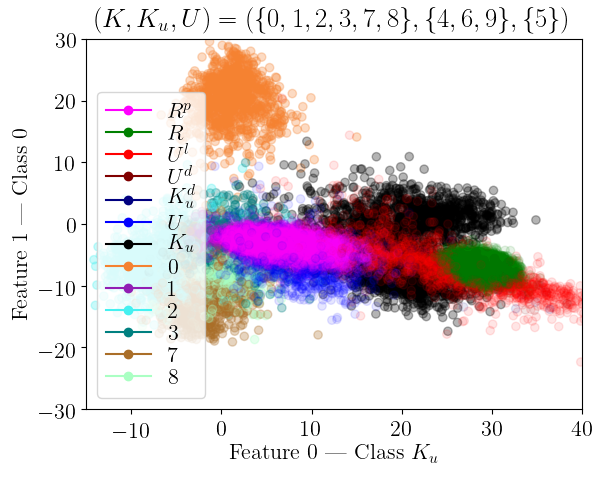 (K, K_u, U) = ({0, 1, 2, 3, 7, 8}, {4, 6, 9}, {5})
30
20
10
0
−10
−20
−30
Feature 1 — Class 0
R^p
R
U^l
U^d
K_u^d
U
K_u
0
1
2
3
7
8
−10
0
10
20
30
40
Feature 0 — Class K_u